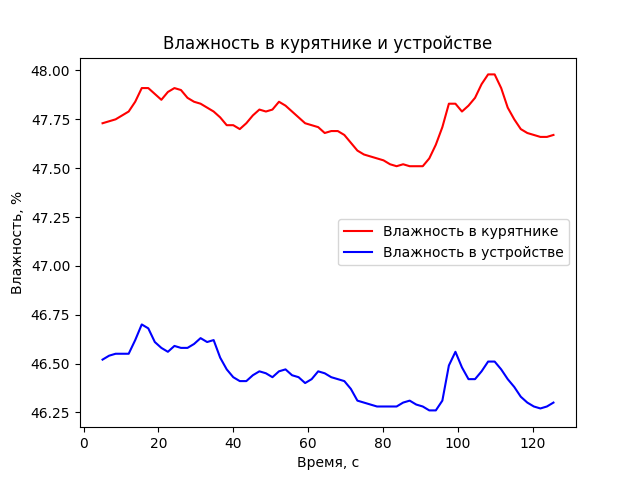 Влажность в курятнике и устройстве
Влажность, %
48.00
47.75
47.50
47.25
47.00
46.75
46.50
46.25
Влажность в курятнике
Влажность в устройстве
0 20 40 60 80 100 120
Время, с